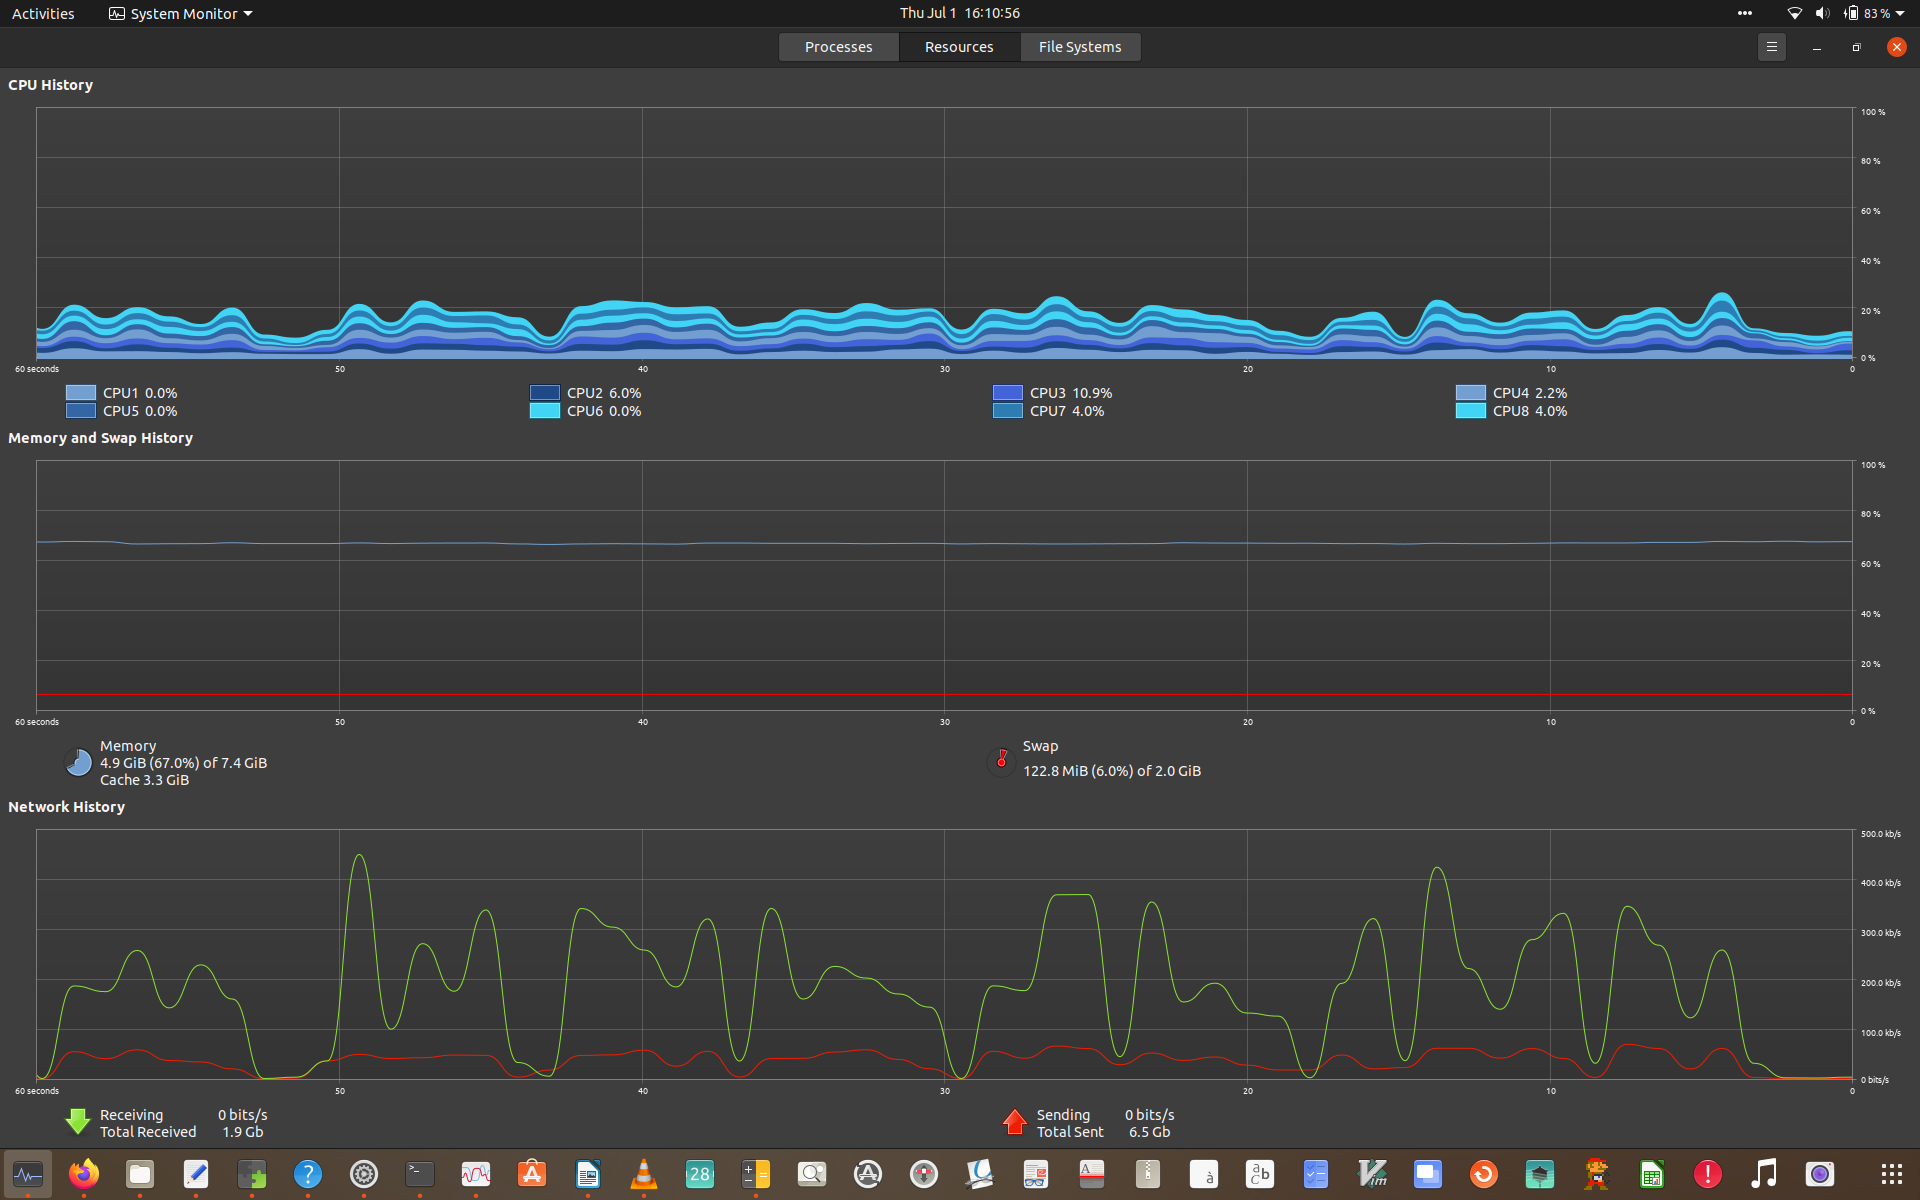 Activities System Monitor Thu Jul 1 16:10:56 83 %
Processes Resources File Systems
CPU History
100 %
80 %
60 %
40 %
20 %
0 %
60 seconds 50 40 30 20 10 0
CPU1 0.0% CPU2 6.0% CPU3 10.9% CPU4 2.2%
CPU5 0.0% CPU6 0.0% CPU7 4.0% CPU8 4.0%
Memory and Swap History
100 %
80 %
60 %
40 %
20 %
0 %
60 seconds 50 40 30 20 10 0
Memory
4.9 GiB (67.0%) of 7.4 GiB
Cache 3.3 GiB
Swap
122.8 MiB (6.0%) of 2.0 GiB
Network History
500.0 kb/s
400.0 kb/s
300.0 kb/s
200.0 kb/s
100.0 kb/s
0 bits/s
60 seconds 50 40 30 20 10 0
Receiving 0 bits/s
Total Received 1.9 Gb
Sending 0 bits/s
Total Sent 6.5 Gb
? >_ A 28 A A à a b c Vim !